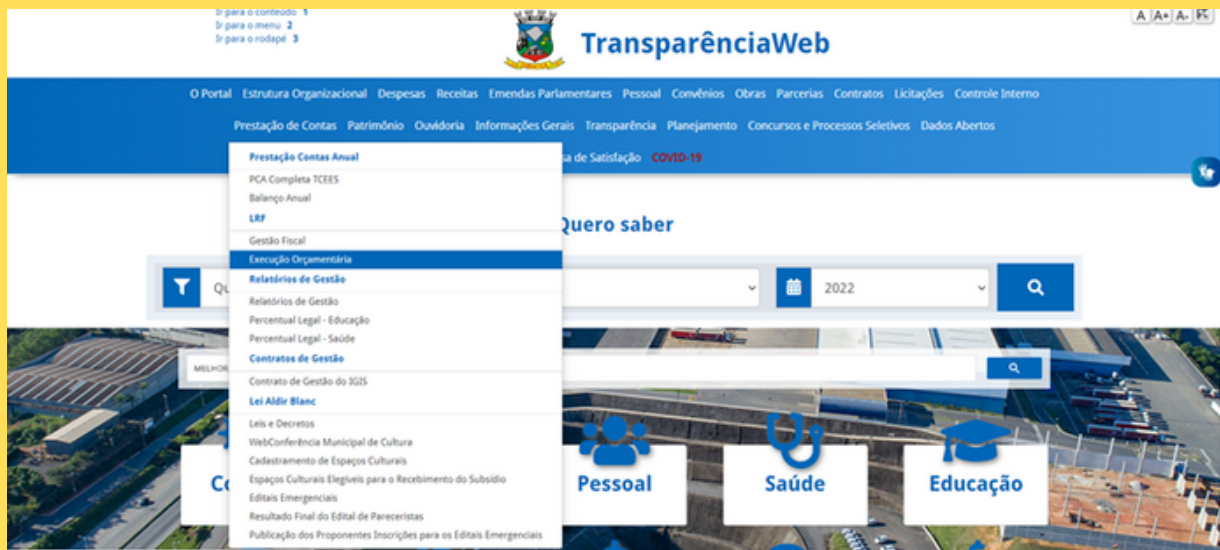 Ir para o conteúdo 1
Ir para o menu 2
Ir para o rodapé 3
A A+ A-
TransparênciaWeb
O Portal Estrutura Organizacional Despesas Receitas Emendas Parlamentares Pessoal Convênios Obras Parcerias Contratos Licitações Controle Interno
Prestação de Contas Patrimônio Ouvidoria Informações Gerais Transparência Planejamento Concursos e Processos Seletivos Dados Abertos
de Satisfação COVID-19
Prestação Contas Anual
PCA Completa TCEES
Balanço Anual
LRF
Gestão Fiscal
Execução Orçamentária
Relatórios de Gestão
Relatórios de Gestão
Percentual Legal - Educação
Percentual Legal - Saúde
Contratos de Gestão
Contrato de Gestão do IGIS
Lei Aldir Blanc
Leis e Decretos
WebConferência Municipal de Cultura
Cadastramento de Espaços Culturais
Espaços Culturais Elegíveis para o Recebimento do Subsídio
Editais Emergenciais
Resultado Final do Edital de Pareceristas
Publicação dos Proponentes Inscrições para os Editais Emergenciais
Quero saber
Qu
2022
MELHOR
Co
Pessoal
Saúde
Educação